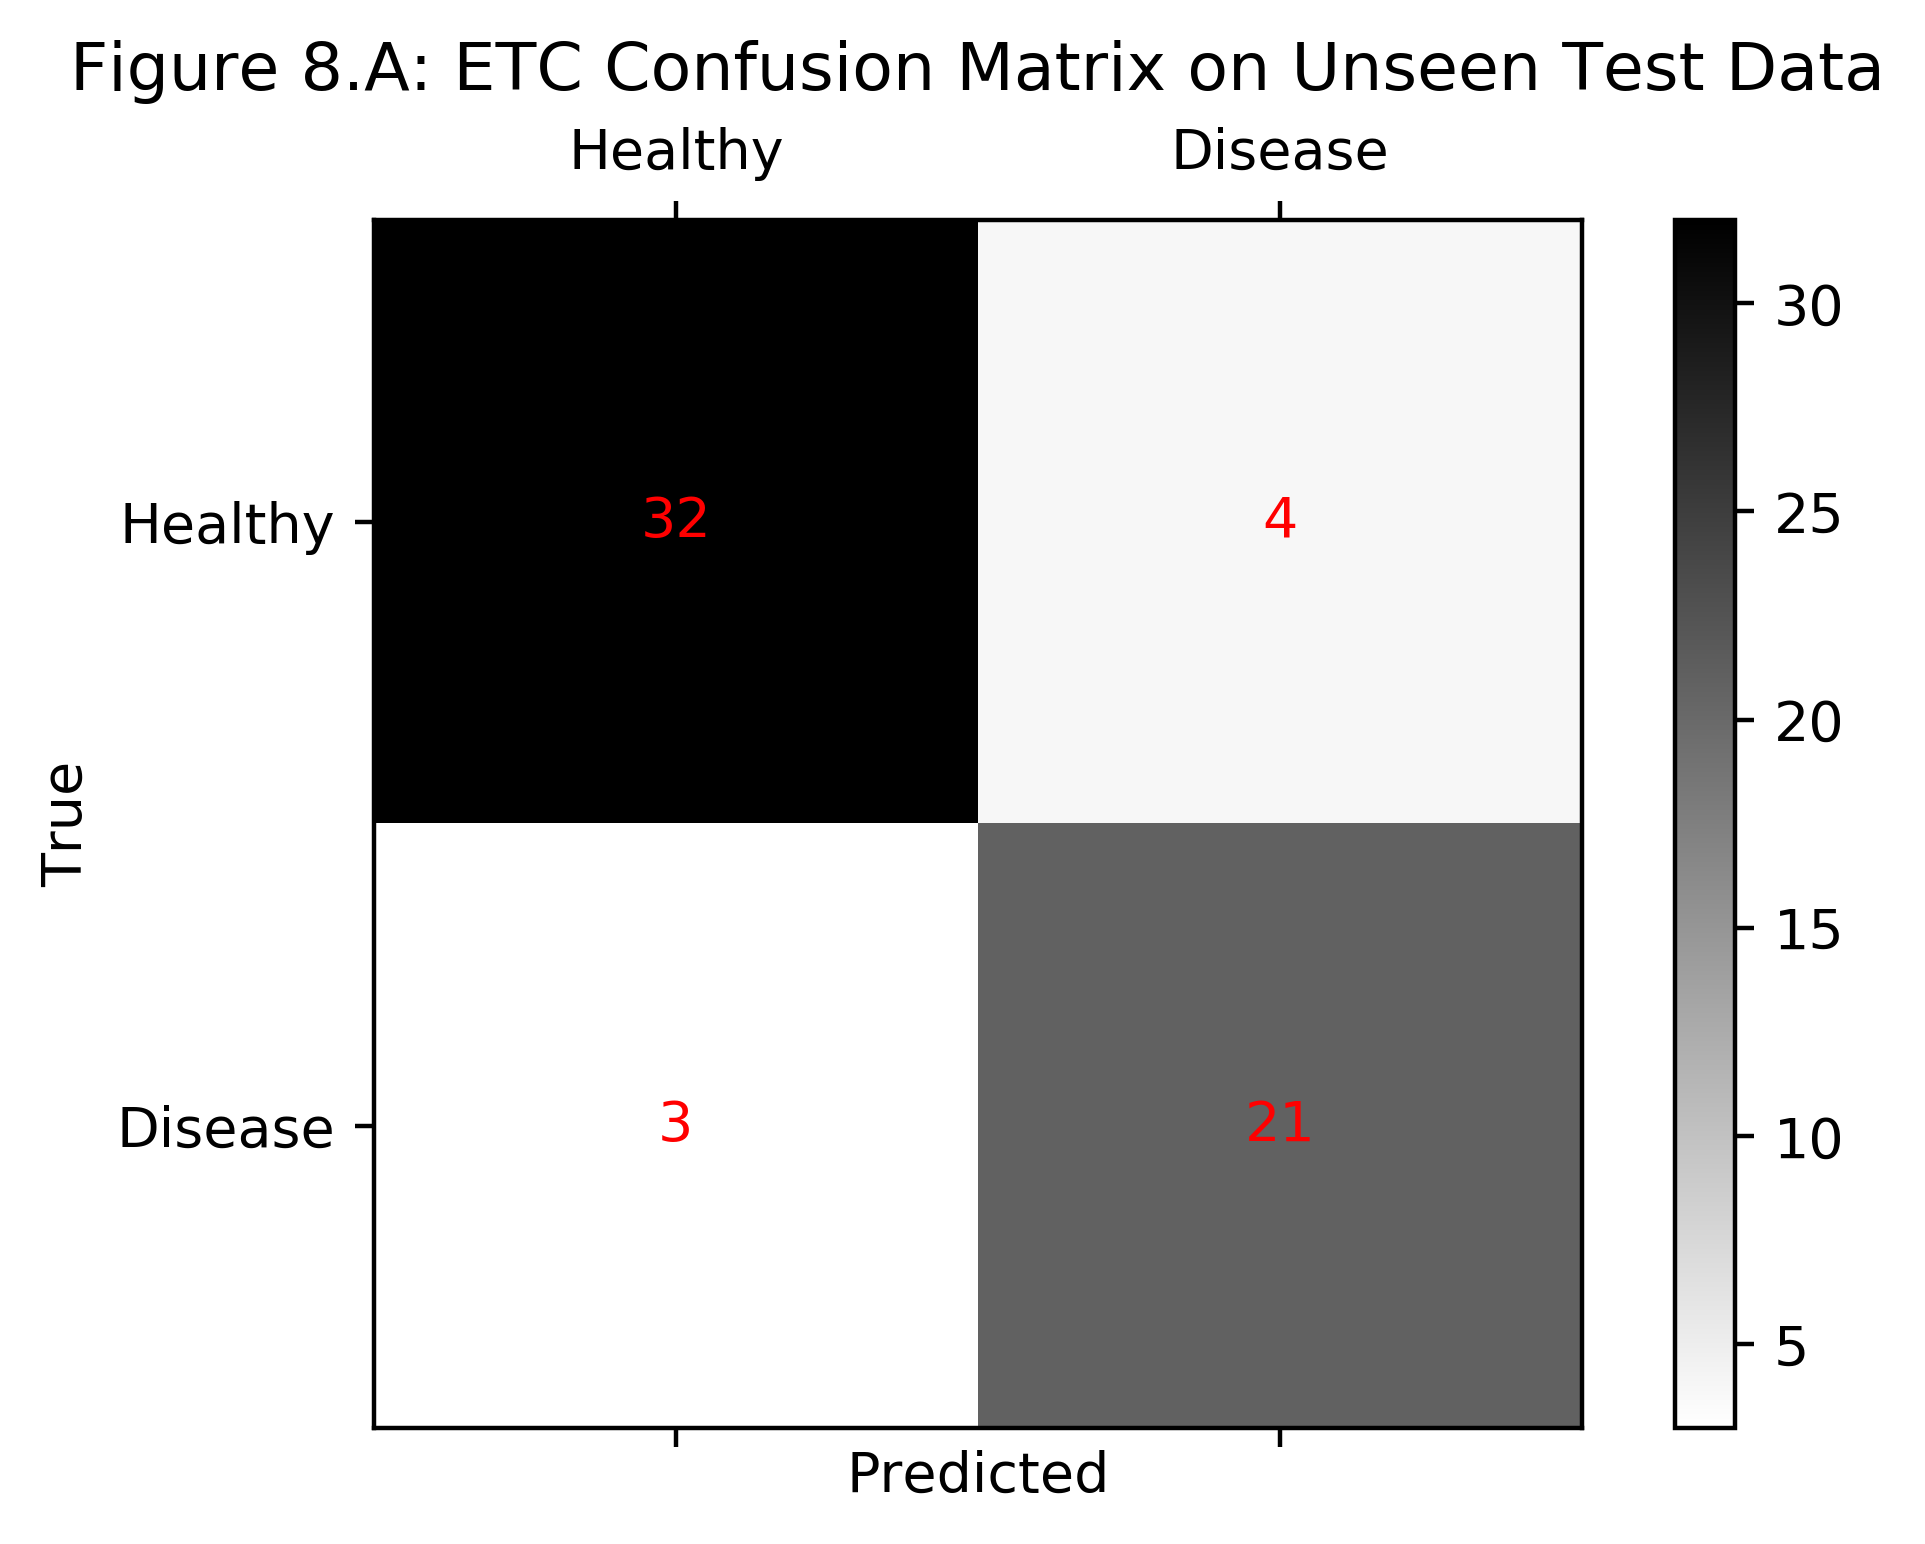 Figure 8.A: ETC Confusion Matrix on Unseen Test Data
Healthy Disease
Healthy
32 4
True
Disease
3 21
Predicted
30
25
20
15
10
5